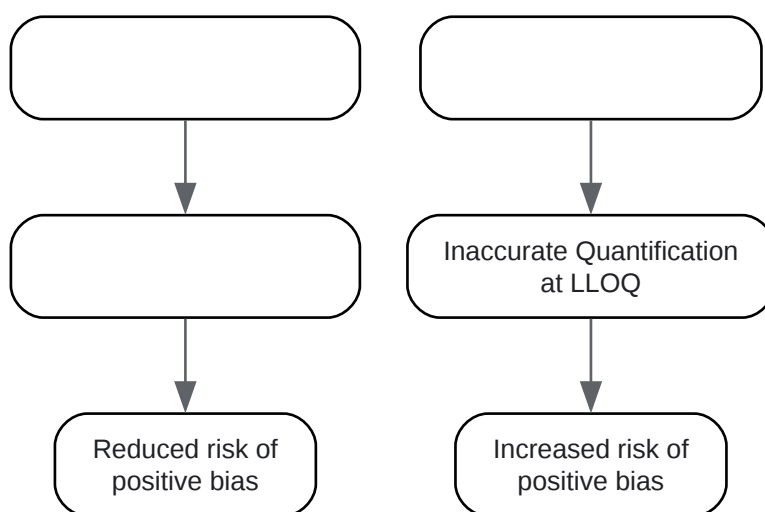 Inaccurate Quantification
at LLOQ
Reduced risk of
positive bias
Increased risk of
positive bias